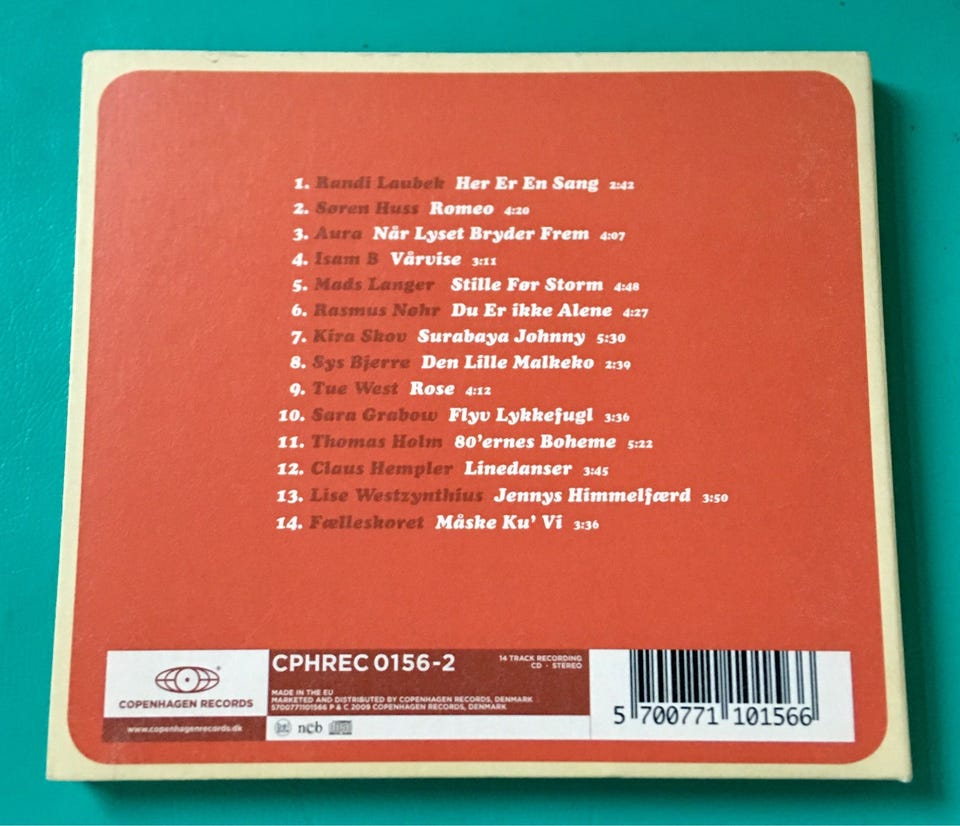 1. Randi Laubek Her Er En Sang 2:42
2. Søren Huss Romeo 4:20
3. Aura Når Lyset Bryder Frem 4:07
4. Isam B Vårvise 3:11
5. Mads Langer Stille Før Storm 4:48
6. Rasmus Nøhr Du Er ikke Alene 4:27
7. Kira Skov Surabaya Johnny 5:30
8. Sys Bjerre Den Lille Malkeko 2:39
9. Tue West Rose 4:12
10. Sara Grabow Flyv Lykkefugl 3:36
11. Thomas Holm 80'ernes Boheme 5:22
12. Claus Hempler Linedanser 3:45
13. Lise Westzynthius Jennys Himmelfærd 3:50
14. Fælleskoret Måske Ku' Vi 3:36
COPENHAGEN RECORDS
www.copenhagenrecords.dk
CPHREC 0156-2
14 TRACK RECORDING
CD · STEREO
MADE IN THE EU
MARKETED AND DISTRIBUTED BY COPENHAGEN RECORDS, DENMARK
5700771101566 P & C 2009 COPENHAGEN RECORDS, DENMARK
ncb
5 700771 101566